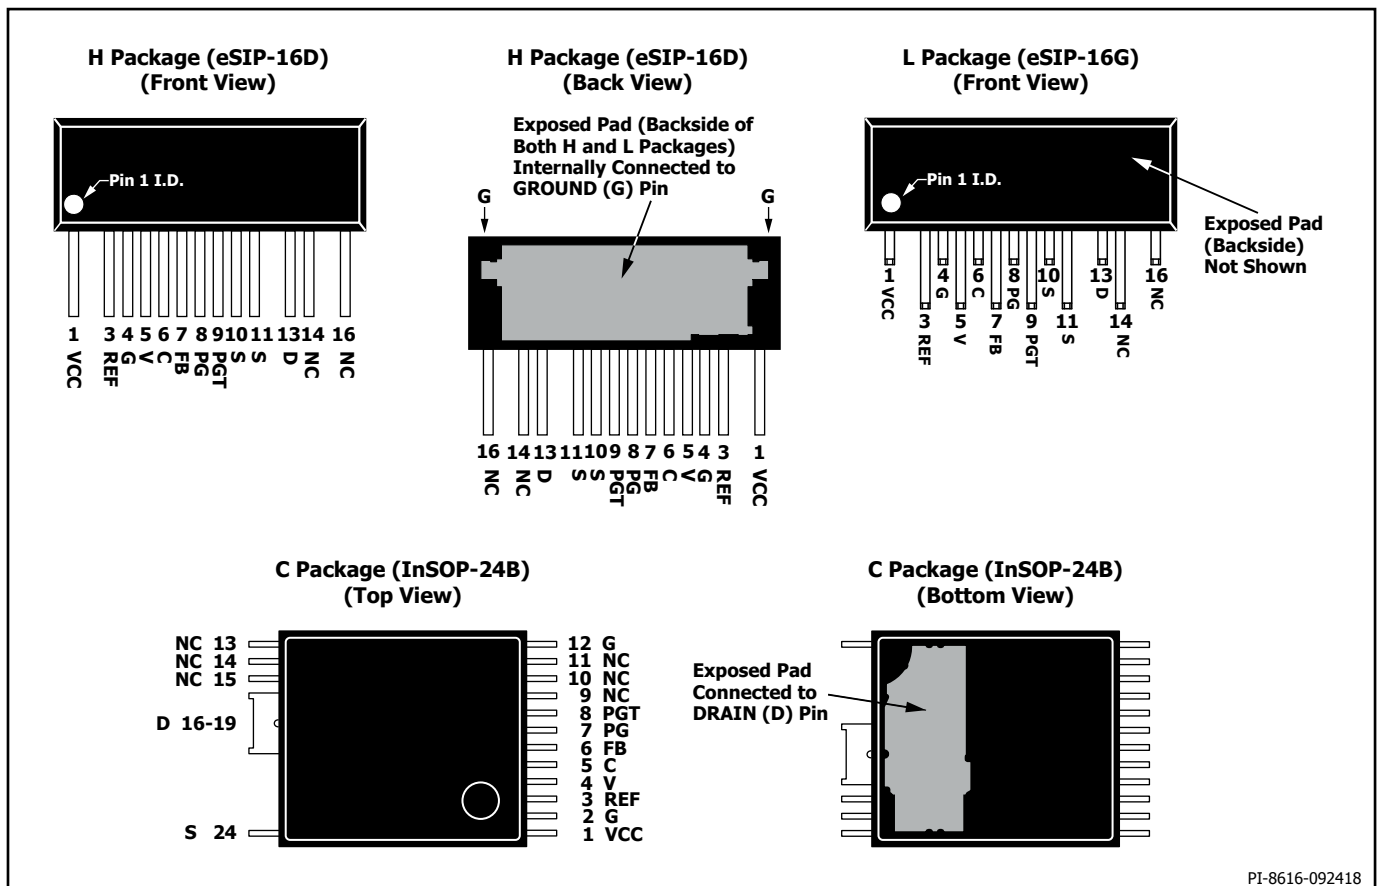 H Package (eSIP-16D)
(Front View)
Pin 1 I.D.
1 3 4 5 6 7 8 9 10 11 13 14 16
VCC REF G V C FB PG PGT S S D NC NC
H Package (eSIP-16D)
(Back View)
Exposed Pad (Backside of
Both H and L Packages)
Internally Connected to
GROUND (G) Pin
G
G
16 14 13 11 10 9 8 7 6 5 4 3 1
NC NC D S S PGT PG FB C V G REF VCC
L Package (eSIP-16G)
(Front View)
Pin 1 I.D.
Exposed Pad
(Backside)
Not Shown
1 4 6 8 10 13 16
VCC G C PG S D NC
3 5 7 9 11 14
REF V FB PGT S NC
C Package (InSOP-24B)
(Top View)
NC 13
NC 14
NC 15
D 16-19
S 24
12 G
11 NC
10 NC
9 NC
8 PGT
7 PG
6 FB
5 C
4 V
3 REF
2 G
1 VCC
C Package (InSOP-24B)
(Bottom View)
Exposed Pad
Connected to
DRAIN (D) Pin
PI-8616-092418